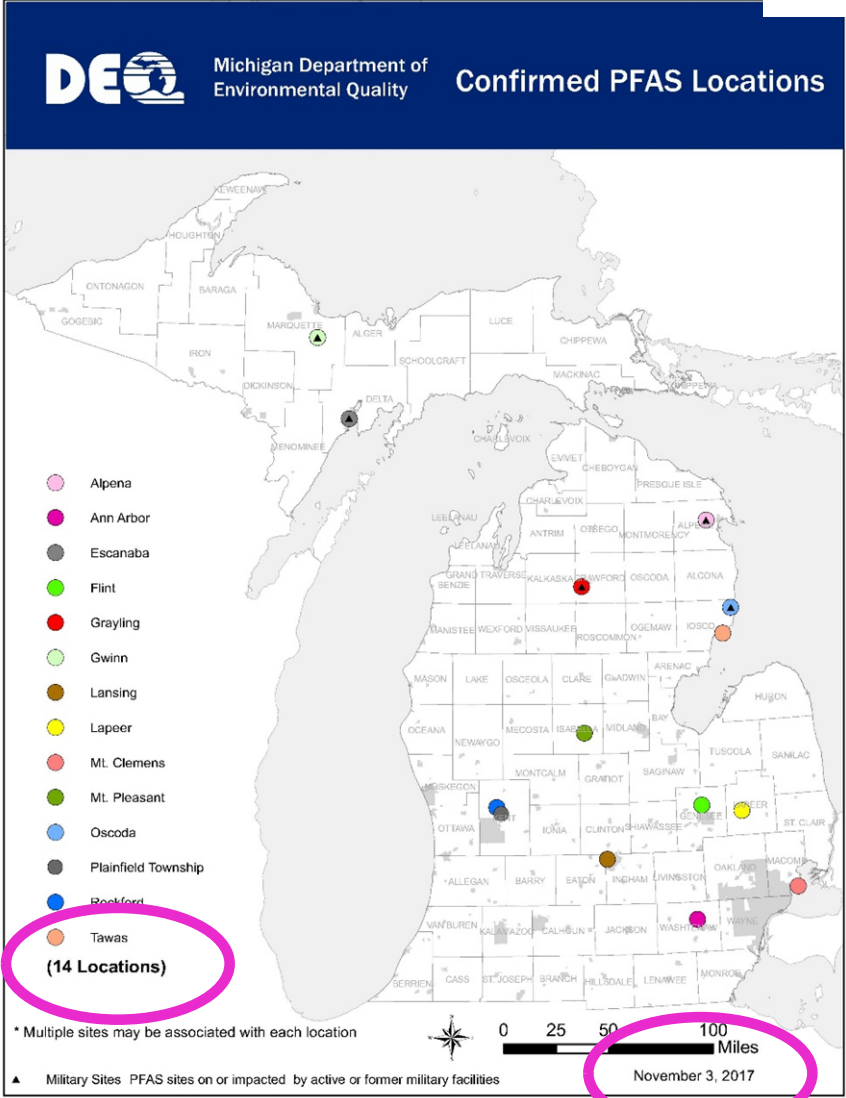 DEQ
Michigan Department of
Environmental Quality
Confirmed PFAS Locations
KEWEENAW
HOUGHTON
ONTONAGON
BARAGA
GOGEBIC
MARQUETTE
ALGER
LUCE
CHIPPEWA
IRON
SCHOOLCRAFT
MACKINAC
DICKINSON
DELTA
CHIPPEWA
MENOMINEE
CHARLEVOIX
EMMET
CHEBOYGAN
PRESQUE ISLE
CHARLEVOIX
LEELANAU
ANTRIM
OTSEGO
MONTMORENCY
ALPENA
LEELANAU
GRAND TRAVERSE
KALKASKA
CRAWFORD
OSCODA
ALCONA
BENZIE
MANISTEE
WEXFORD
MISSAUKEE
ROSCOMMON
OGEMAW
IOSCO
ARENAC
MASON
LAKE
OSCEOLA
CLARE
GLADWIN
HURON
OCEANA
NEWAYGO
MECOSTA
ISABELLA
MIDLAND
BAY
TUSCOLA
SANILAC
MUSKEGON
MONTCALM
GRATIOT
SAGINAW
OTTAWA
KENT
IONIA
CLINTON
SHIAWASSEE
GENESEE
LAPEER
ST. CLAIR
ALLEGAN
BARRY
EATON
INGHAM
LIVINGSTON
OAKLAND
MACOMB
VAN BUREN
KALAMAZOO
CALHOUN
JACKSON
WASHTENAW
WAYNE
BERRIEN
CASS
ST. JOSEPH
BRANCH
HILLSDALE
LENAWEE
MONROE
Alpena
Ann Arbor
Escanaba
Flint
Grayling
Gwinn
Lansing
Lapeer
Mt. Clemens
Mt. Pleasant
Oscoda
Plainfield Township
Rockford
Tawas
(14 Locations)
* Multiple sites may be associated with each location
0 25 50 100
Miles
Military Sites PFAS sites on or impacted by active or former military facilities
November 3, 2017